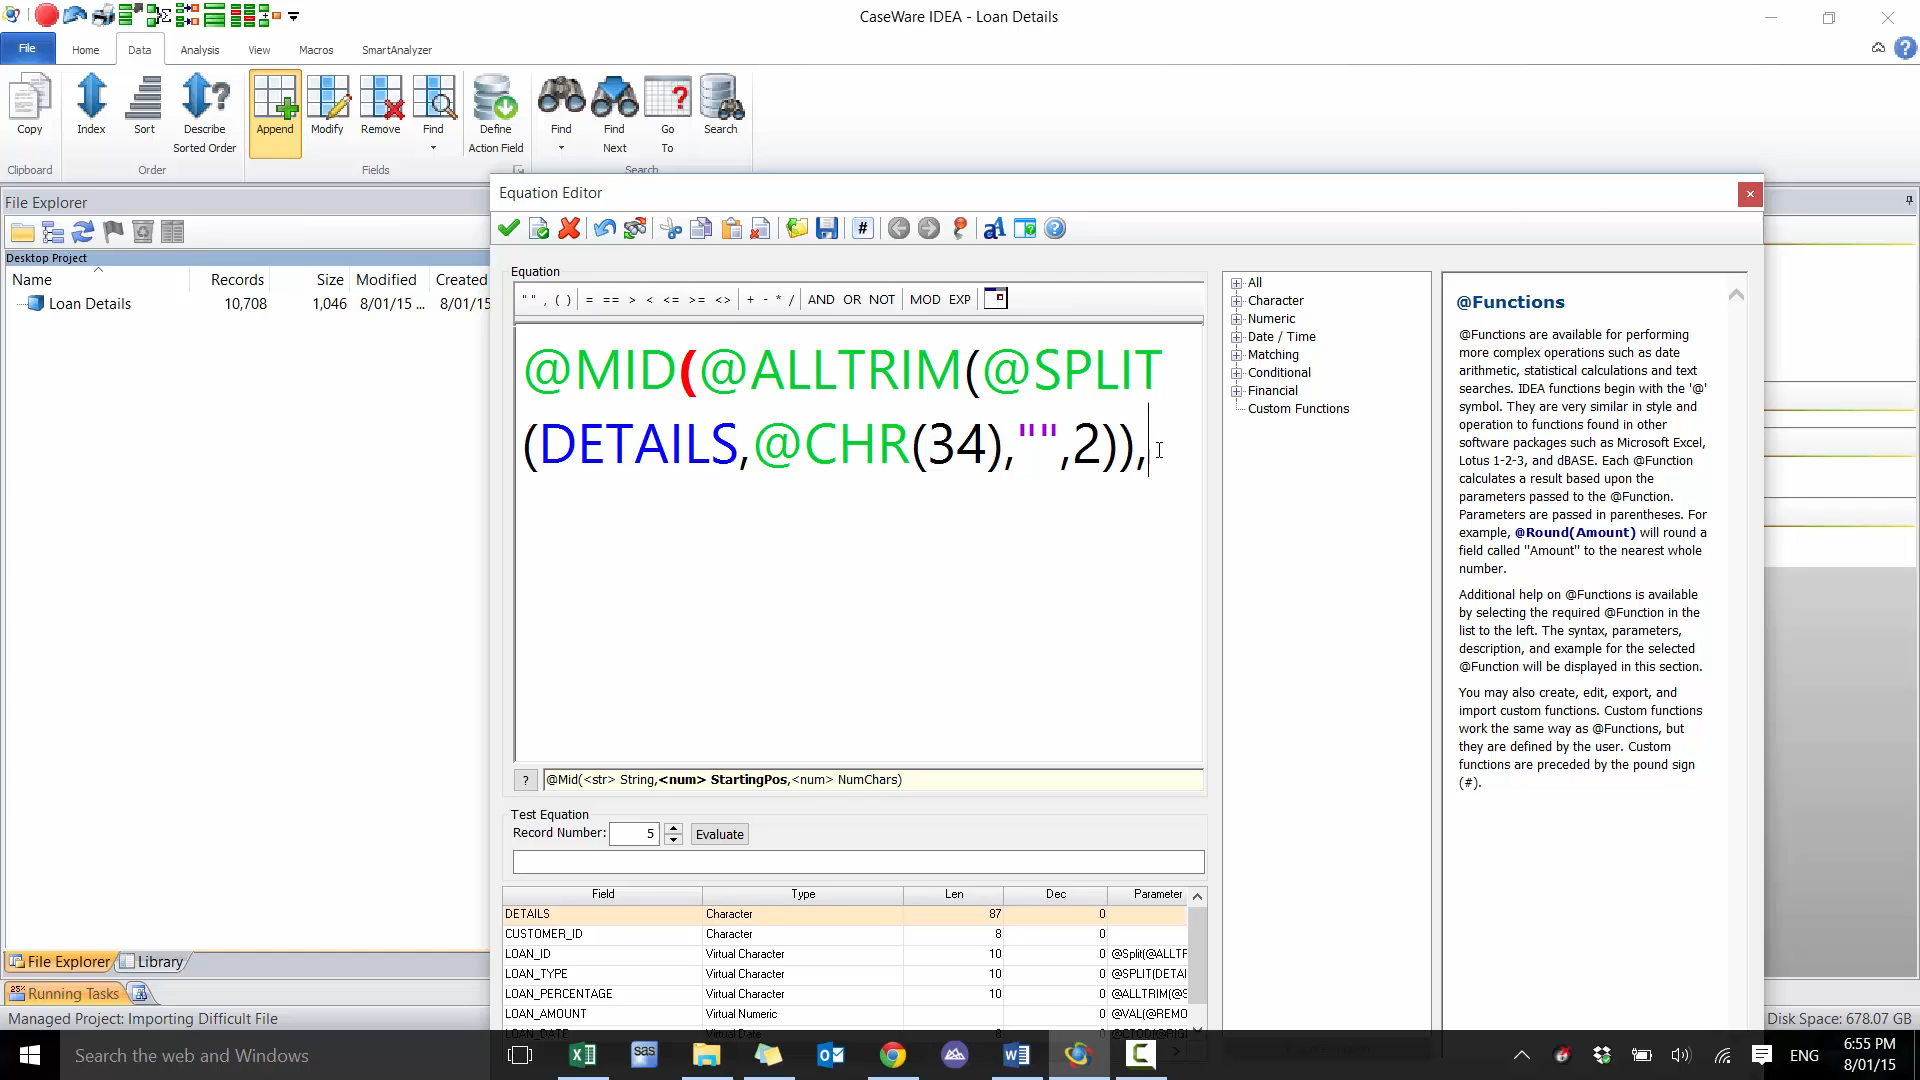 CaseWare IDEA - Loan Details
File
Home
Data
Analysis
View
Macros
SmartAnalyzer
Copy
Index
Sort
Describe
Sorted Order
Append
Modify
Remove
Find
Define
Action Field
Find
Find
Next
Go
To
Search
Clipboard
Order
Fields
Search
File Explorer
Desktop Project
Name Records Size Modified Created
Loan Details 10,708 1,046 8/01/15 ... 8/01/15
Equation Editor
Equation
" " , ( ) = == > < <= >= <> + - * / AND OR NOT MOD EXP
@MID(@ALLTRIM(@SPLIT
(DETAILS,@CHR(34),"",2)),
? @Mid(<str> String,<num> StartingPos,<num> NumChars)
Test Equation
Record Number: 5 Evaluate
Field Type Len Dec Parameter
DETAILS Character 87 0
CUSTOMER_ID Character 8 0
LOAN_ID Virtual Character 10 0 @Split(@ALLTF
LOAN_TYPE Virtual Character 10 0 @SPLIT(DETAI
LOAN_PERCENTAGE Virtual Character 10 0 @ALLTRIM(@S
LOAN_AMOUNT Virtual Numeric 0 @VAL(@REMO
LOAN_DATE Virtual Date 8 0 @CTOD(@RIG
All
Character
Numeric
Date / Time
Matching
Conditional
Financial
Custom Functions
@Functions
@Functions are available for performing
more complex operations such as date
arithmetic, statistical calculations and text
searches. IDEA functions begin with the '@'
symbol. They are very similar in style and
operation to functions found in other
software packages such as Microsoft Excel,
Lotus 1-2-3, and dBASE. Each @Function
calculates a result based upon the
parameters passed to the @Function.
Parameters are passed in parentheses. For
example, @Round(Amount) will round a
field called "Amount" to the nearest whole
number.
Additional help on @Functions is available
by selecting the required @Function in the
list to the left. The syntax, parameters,
description, and example for the selected
@Function will be displayed in this section.
You may also create, edit, export, and
import custom functions. Custom functions
work the same way as @Functions, but
they are defined by the user. Custom
functions are preceded by the pound sign
(#).
File Explorer
Library
Running Tasks
Managed Project: Importing Difficult File
Disk Space: 678.07 GB
Search the web and Windows
ENG
6:55 PM
8/01/15